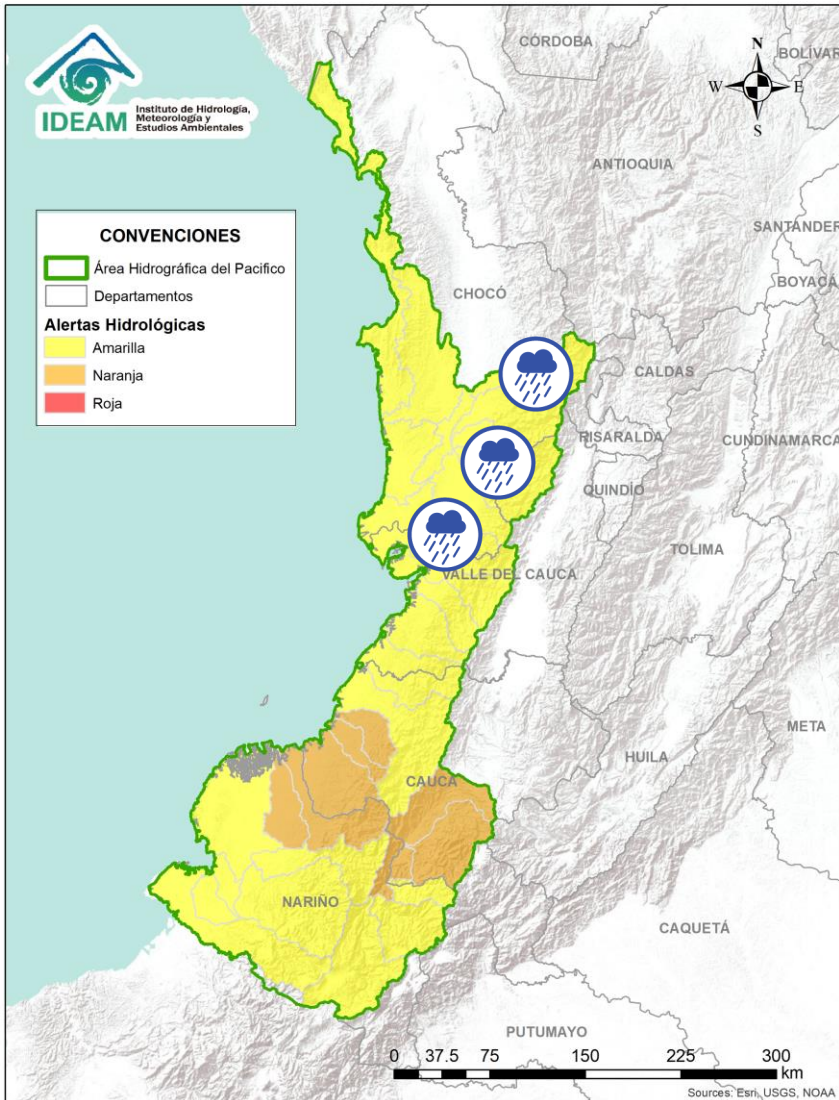 CÓRDOBA
BOLÍVAR
N
W E
S
IDEAM Instituto de Hidrología,
Meteorología y
Estudios Ambientales
ANTIOQUIA
CONVENCIONES
Área Hidrográfica del Pacifico
Departamentos
Alertas Hidrológicas
Amarilla
Naranja
Roja
SANTANDER
BOYACÁ
CHOCÓ
CALDAS
RISARALDA
CUNDINAMARCA
QUINDÍO
TOLIMA
VALLE DEL CAUCA
META
HUILA
CAUCA
NARIÑO
CAQUETÁ
PUTUMAYO
0 37.5 75 150 225 300
km
Sources: Esri, USGS, NOAA